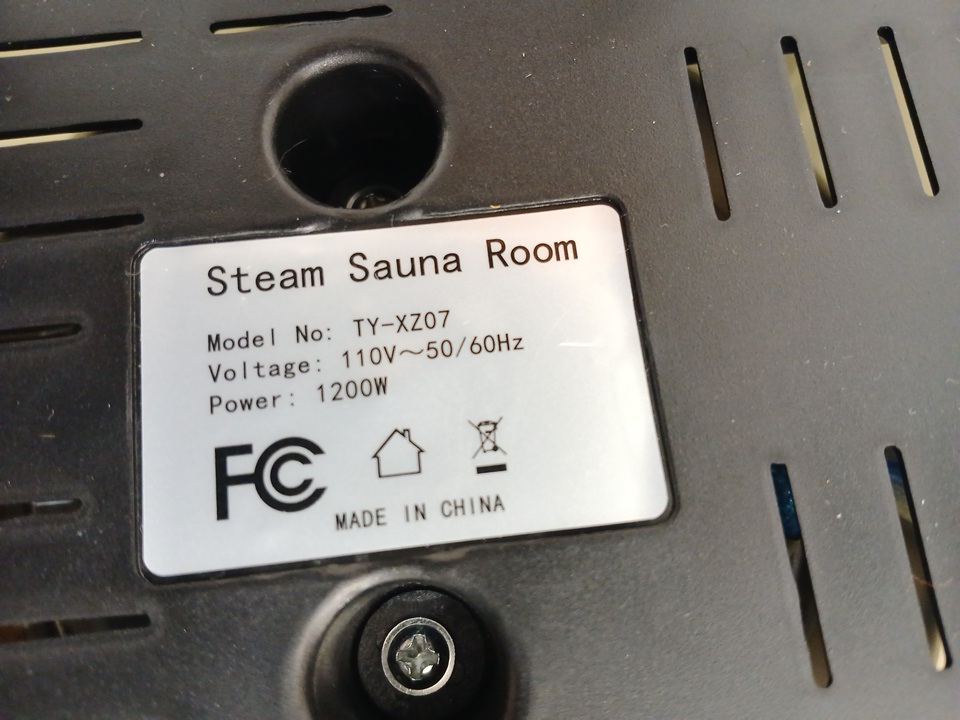 Steam Sauna Room
Model No: TY-XZ07
Voltage: 110V～50/60Hz
Power: 1200W
FC
MADE IN CHINA